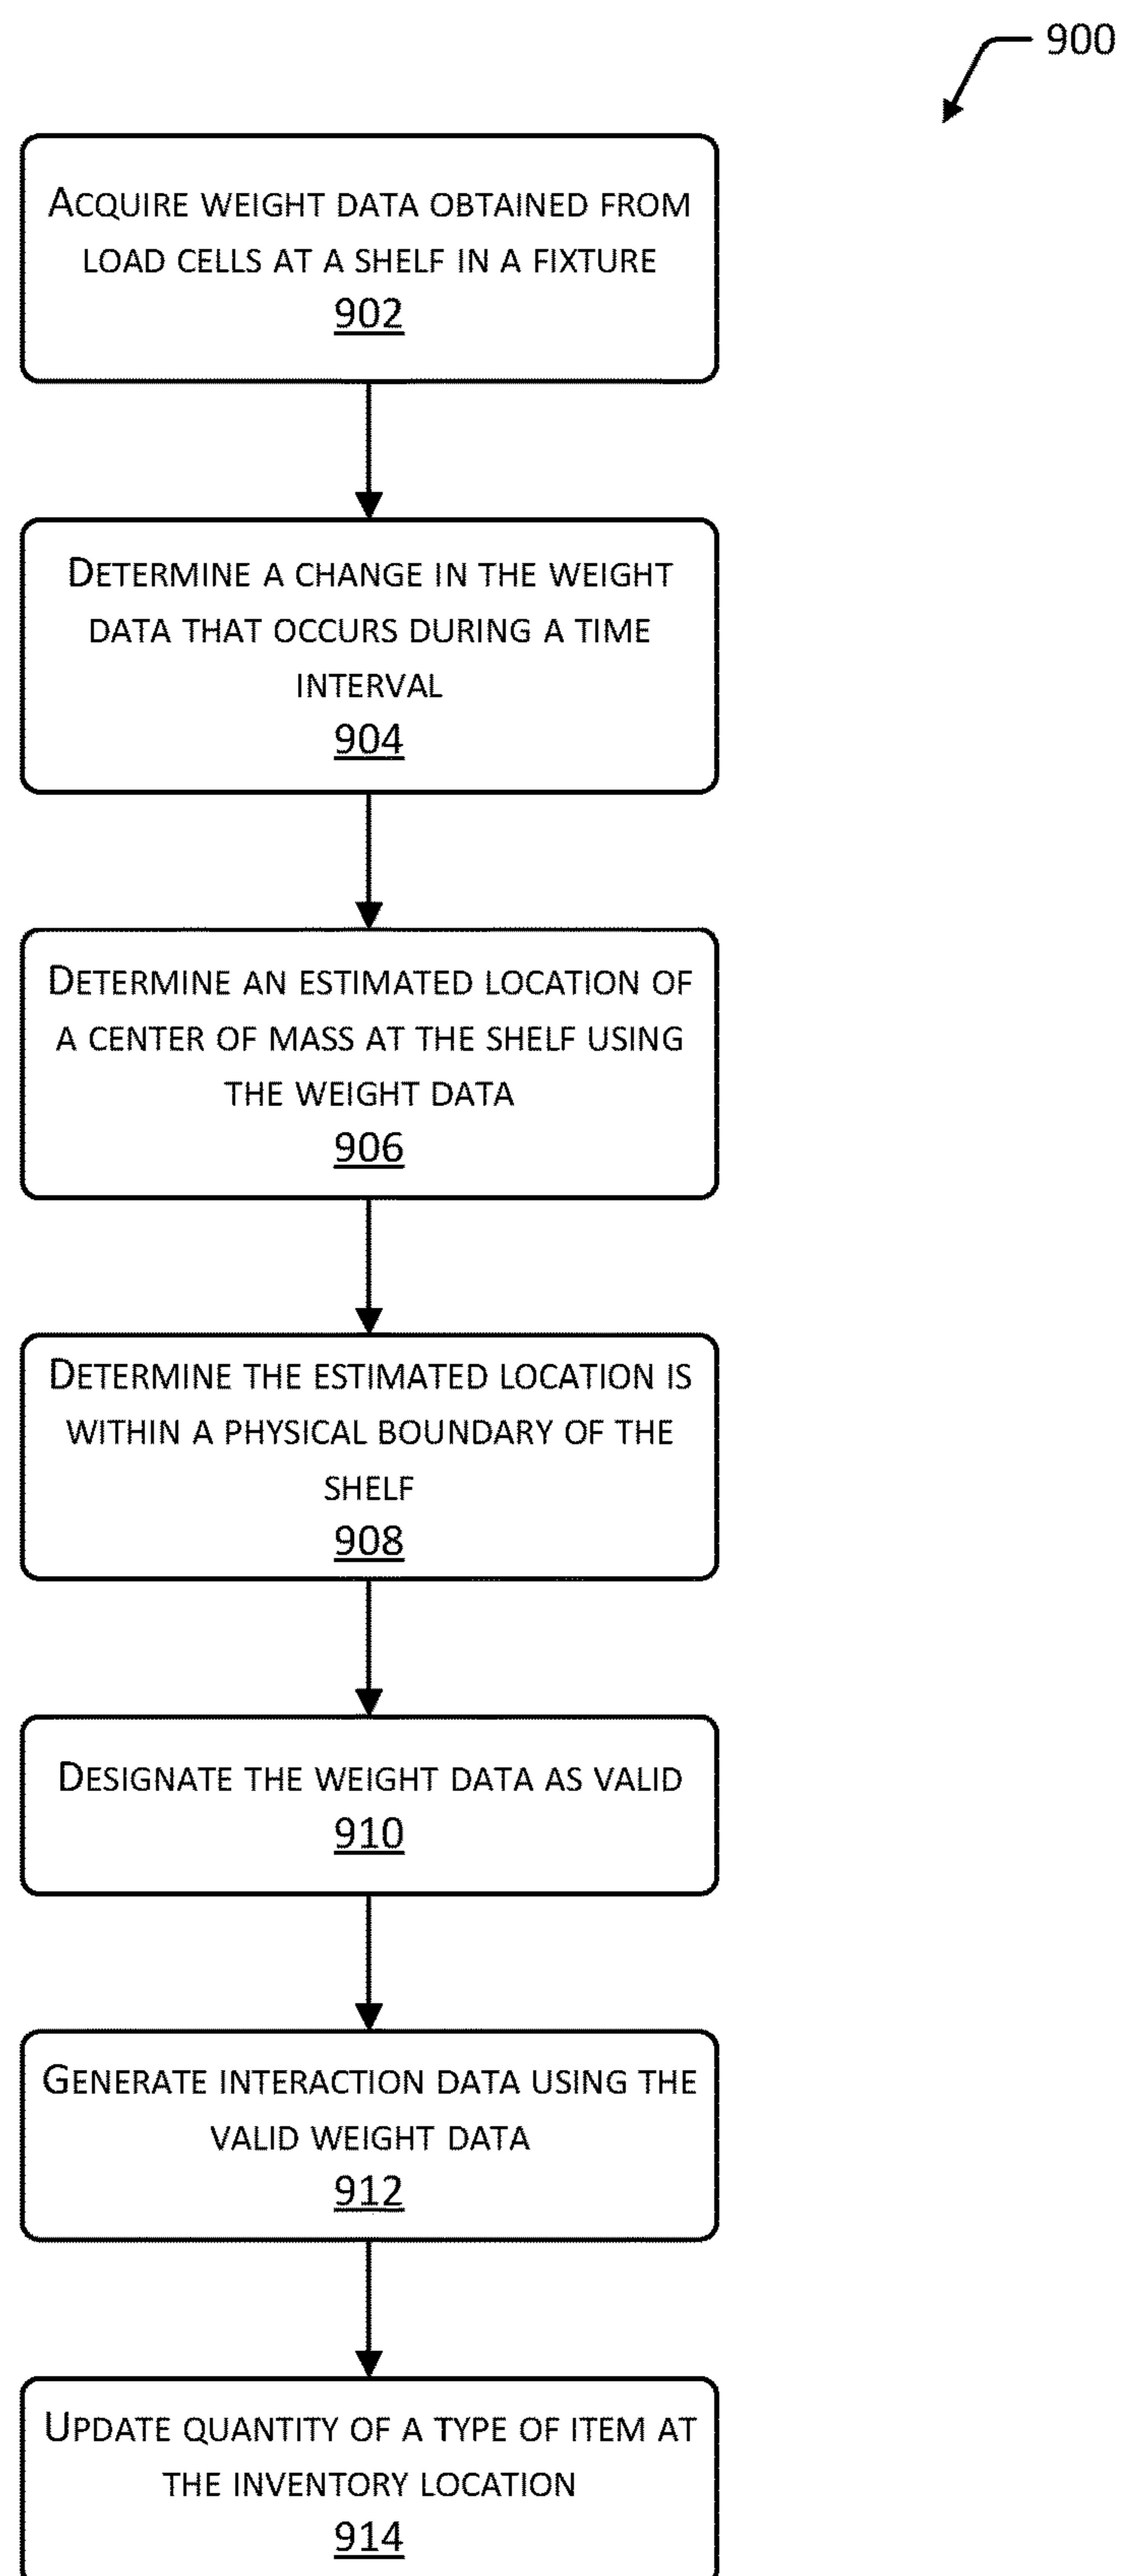 900
ACQUIRE WEIGHT DATA OBTAINED FROM
LOAD CELLS AT A SHELF IN A FIXTURE
902
DETERMINE A CHANGE IN THE WEIGHT
DATA THAT OCCURS DURING A TIME
INTERVAL
904
DETERMINE AN ESTIMATED LOCATION OF
A CENTER OF MASS AT THE SHELF USING
THE WEIGHT DATA
906
DETERMINE THE ESTIMATED LOCATION IS
WITHIN A PHYSICAL BOUNDARY OF THE
SHELF
908
DESIGNATE THE WEIGHT DATA AS VALID
910
GENERATE INTERACTION DATA USING THE
VALID WEIGHT DATA
912
UPDATE QUANTITY OF A TYPE OF ITEM AT
THE INVENTORY LOCATION
914